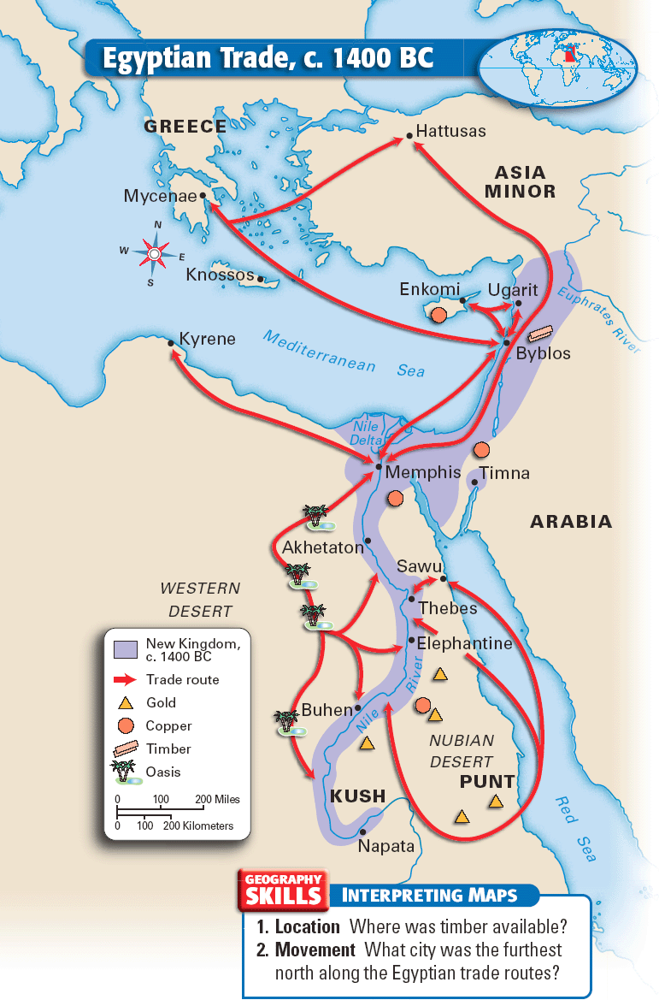 Egyptian Trade, c. 1400 BC
GREECE
Hattusas
ASIA
MINOR
Mycenae
N
W
E
S
Knossos
Enkomi
Ugarit
Euphrates River
Kyrene
Mediterranean Sea
Byblos
Nile
Delta
Memphis
Timna
ARABIA
Akhetaton
Sawu
WESTERN
DESERT
Thebes
Elephantine
New Kingdom,
c. 1400 BC
Trade route
Gold
Copper
Timber
Oasis
0 100 200 Miles
0 100 200 Kilometers
Buhen
Nile River
NUBIAN
DESERT
PUNT
KUSH
Red Sea
Napata
GEOGRAPHY
SKILLS
INTERPRETING MAPS
1. Location Where was timber available?
2. Movement What city was the furthest
north along the Egyptian trade routes?